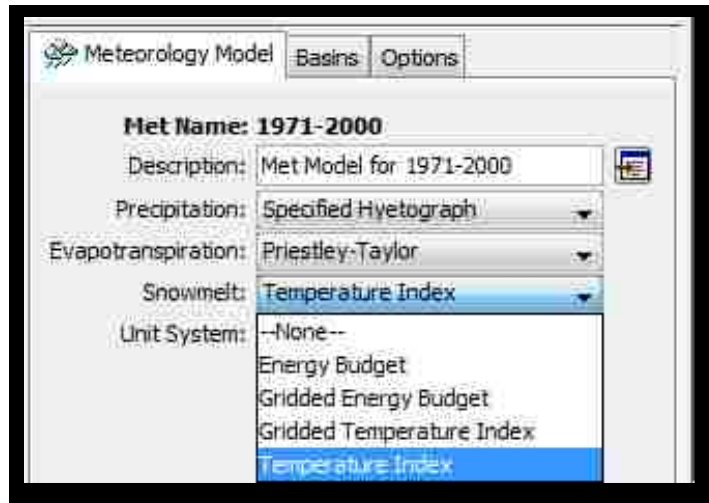 Meteorology Model Basins Options
Met Name: 1971-2000
Description: Met Model for 1971-2000
Precipitation: Specified Hyetograph
Evapotranspiration: Priestley-Taylor
Snowmelt: Temperature Index
Unit System: --None--
Energy Budget
Gridded Energy Budget
Gridded Temperature Index
Temperature Index